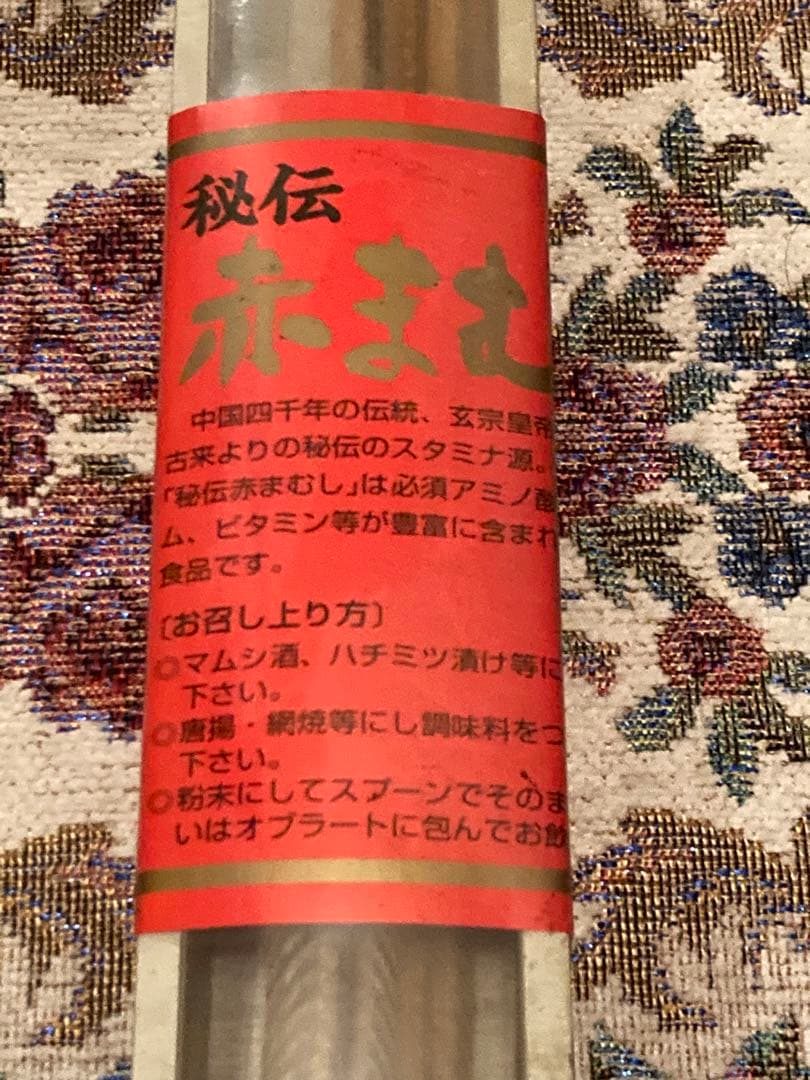 秘伝
赤まむ
中国四千年の伝統、玄宗皇帝
古来よりの秘伝のスタミナ源。
「秘伝赤まむし」は必須アミノ酸
ム、ビタミン等が豊富に含まれ
食品です。
〔お召し上り方〕
◎マムシ酒、ハチミツ漬け等に
下さい。
◎唐揚・網焼等にし調味料をつ
下さい。
◎粉末にしてスプーンでそのま
いはオブラートに包んでお飲